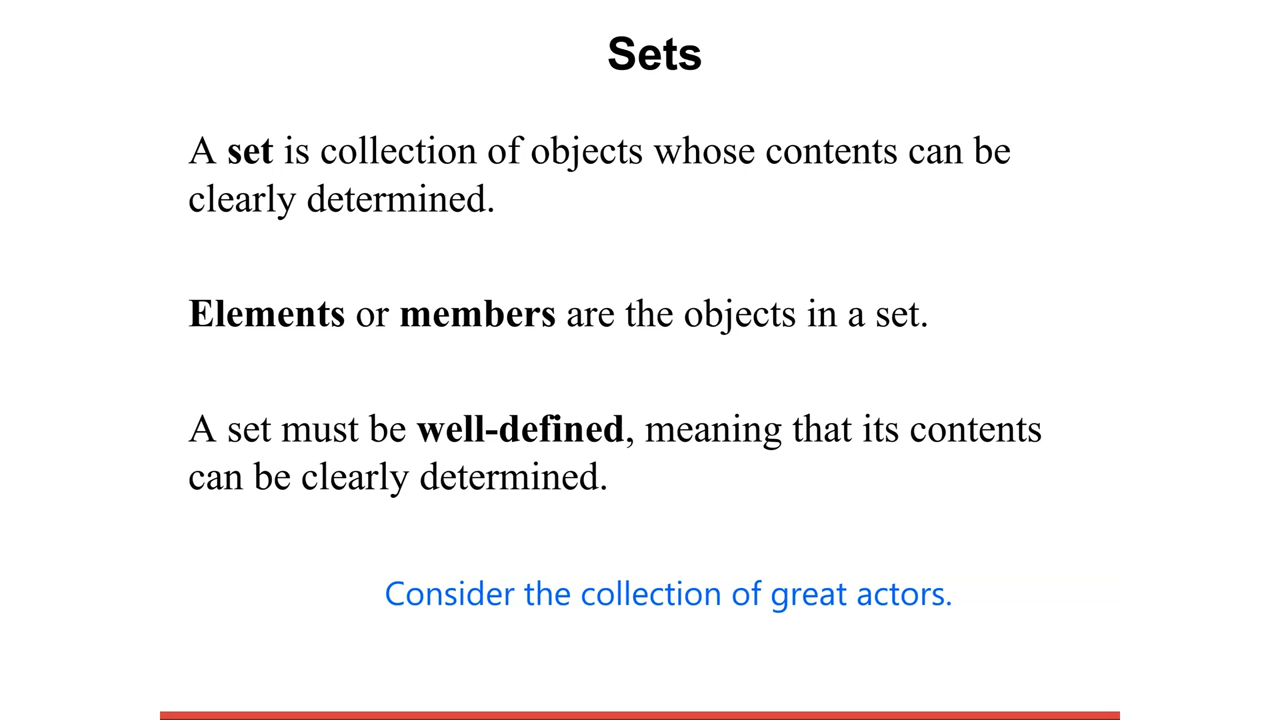 Sets
A set is collection of objects whose contents can be
clearly determined.
Elements or members are the objects in a set.
A set must be well-defined, meaning that its contents
can be clearly determined.
Consider the collection of great actors.